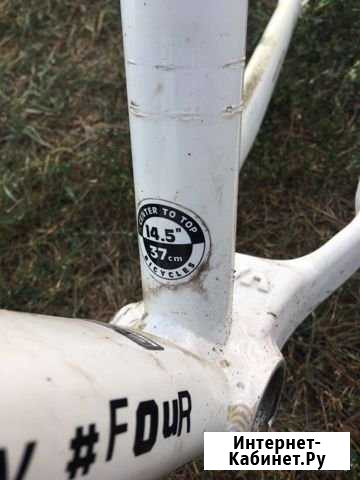 CENTER TO TOP
14.5"
37cm
BICYCLES
#FouR
Интернет-
Кабинет.Ру